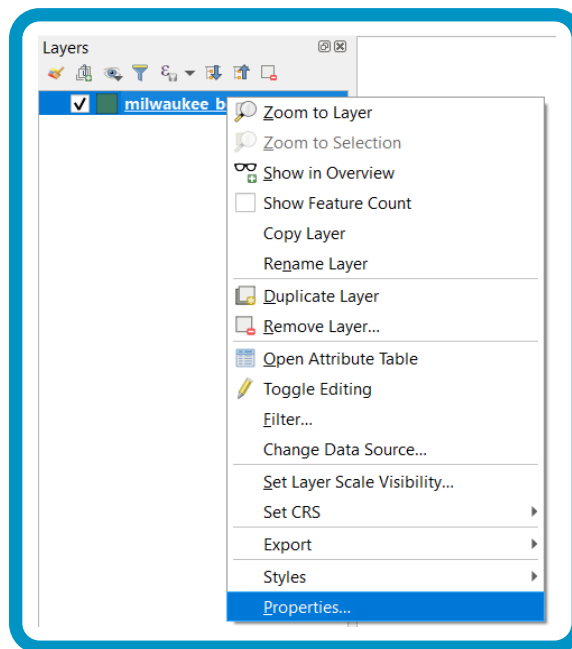 Layers
milwaukee_b
Zoom to Layer
Zoom to Selection
Show in Overview
Show Feature Count
Copy Layer
Rename Layer
Duplicate Layer
Remove Layer...
Open Attribute Table
Toggle Editing
Filter...
Change Data Source...
Set Layer Scale Visibility...
Set CRS
Export
Styles
Properties...